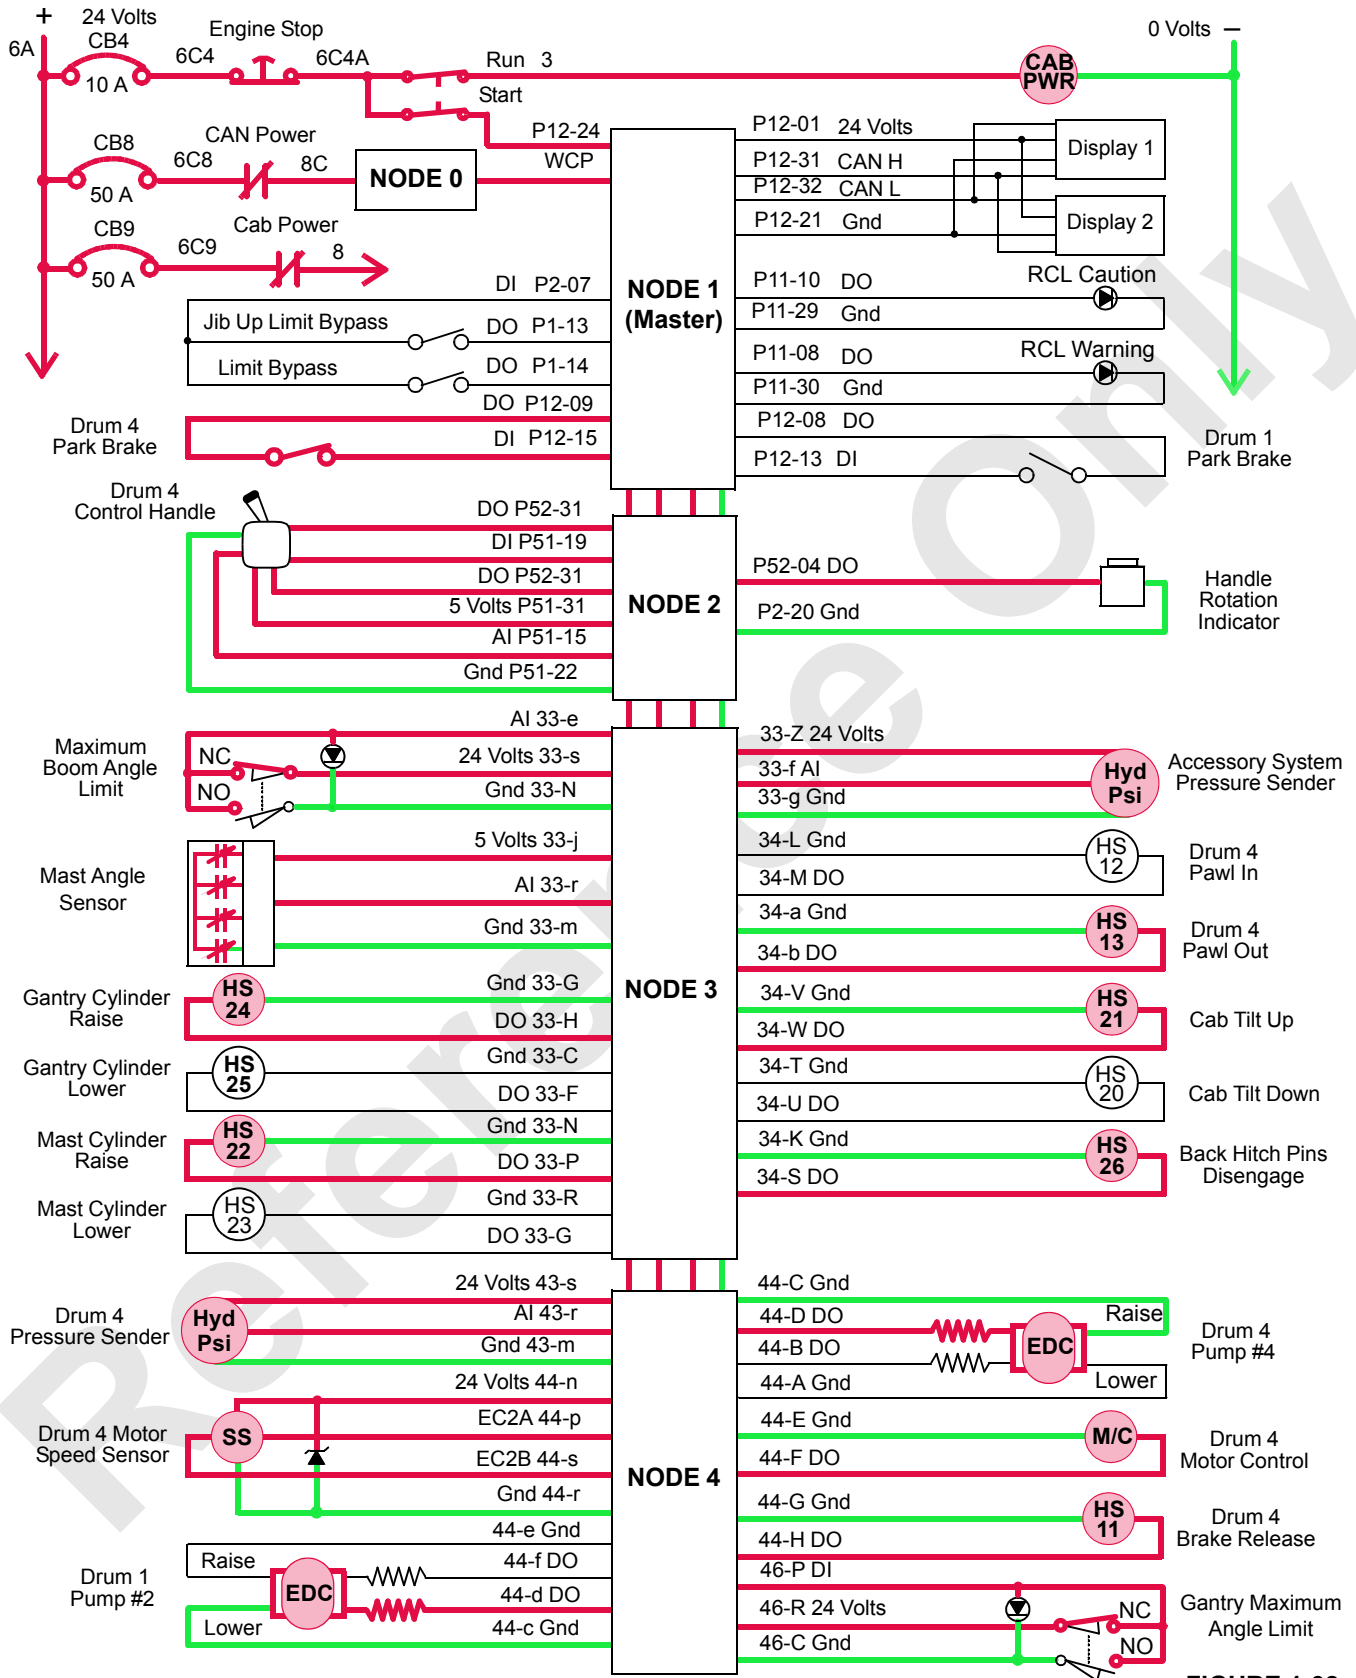 + 24 Volts
6A
CB4
10 A
6C4
Engine Stop
6C4A
Run 3
Start
0 Volts –
CAB
PWR
CB8
50 A
6C8
CAN Power
8C
NODE 0
P12-24
WCP
CB9
50 A
6C9
Cab Power
8
NODE 1
(Master)
DI P2-07
Jib Up Limit Bypass
DO P1-13
Limit Bypass
DO P1-14
Drum 4
Park Brake
DO P12-09
DI P12-15
P12-01 24 Volts
P12-31 CAN H
P12-32 CAN L
P12-21 Gnd
Display 1
Display 2
P11-10 DO
P11-29 Gnd
RCL Caution
P11-08 DO
P11-30 Gnd
RCL Warning
P12-08 DO
P12-13 DI
Drum 1
Park Brake
Drum 4
Control Handle
DO P52-31
DI P51-19
DO P52-31
5 Volts P51-31
AI P51-15
Gnd P51-22
NODE 2
P52-04 DO
P2-20 Gnd
Handle
Rotation
Indicator
Maximum
Boom Angle
Limit
NC
NO
AI 33-e
24 Volts 33-s
Gnd 33-N
Mast Angle
Sensor
5 Volts 33-j
AI 33-r
Gnd 33-m
Gantry Cylinder
Raise
HS
24
Gnd 33-G
DO 33-H
Gantry Cylinder
Lower
HS
25
Gnd 33-C
DO 33-F
Mast Cylinder
Raise
HS
22
Gnd 33-N
DO 33-P
Mast Cylinder
Lower
HS
23
Gnd 33-R
DO 33-G
NODE 3
33-Z 24 Volts
33-f AI
33-g Gnd
Hyd
Psi
Accessory System
Pressure Sender
34-L Gnd
34-M DO
HS
12
Drum 4
Pawl In
34-a Gnd
34-b DO
HS
13
Drum 4
Pawl Out
34-V Gnd
34-W DO
HS
21
Cab Tilt Up
34-T Gnd
34-U DO
HS
20
Cab Tilt Down
34-K Gnd
34-S DO
HS
26
Back Hitch Pins
Disengage
Drum 4
Pressure Sender
Hyd
Psi
24 Volts 43-s
AI 43-r
Gnd 43-m
Drum 4 Motor
Speed Sensor
SS
24 Volts 44-n
EC2A 44-p
EC2B 44-s
Gnd 44-r
Drum 1
Pump #2
Raise
Lower
EDC
44-e Gnd
44-f DO
44-d DO
44-c Gnd
NODE 4
44-C Gnd
44-D DO
44-B DO
44-A Gnd
EDC
Raise
Lower
Drum 4
Pump #4
44-E Gnd
44-F DO
M/C
Drum 4
Motor Control
44-G Gnd
44-H DO
HS
11
Drum 4
Brake Release
46-P DI
46-R 24 Volts
46-C Gnd
NC
NO
Gantry Maximum
Angle Limit
Reference Only